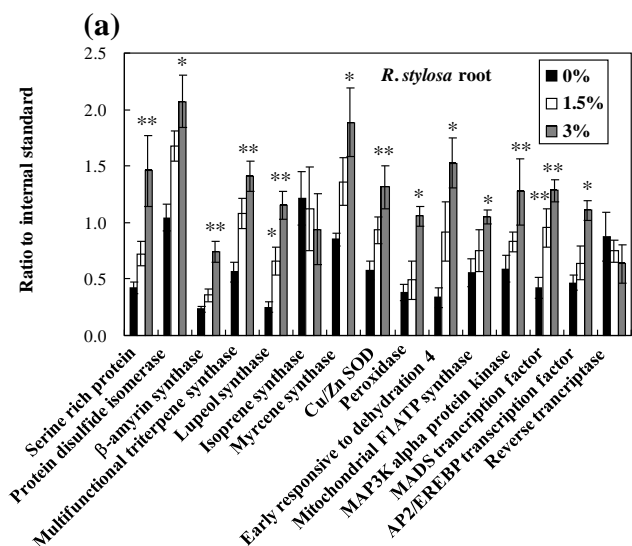 (a)
2.5
2.0
1.5
1.0
0.5
0.0
Ratio to internal standard
R. stylosa root
0%
1.5%
3%
**
*
**
**
*
**
*
**
*
*
*
**
**
**
*
Serine rich protein
Protein disulfide isomerase
β-amyrin synthase
Multifunctional triterpene synthase
Lupeol synthase
Isoprene synthase
Myrcene synthase
Cu/Zn SOD
Peroxidase
Early responsive to dehydration 4
Mitochondrial F1ATP synthase
MAP3K alpha protein kinase
MADS trancription factor
AP2/EREBP transcription factor
Reverse trancriptase